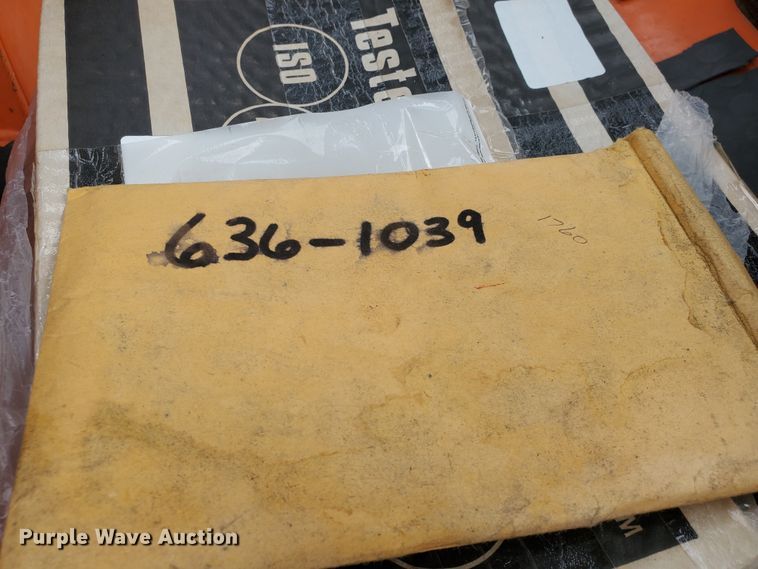 Teste
ISO
636-1039
1760
M
Purple Wave Auction